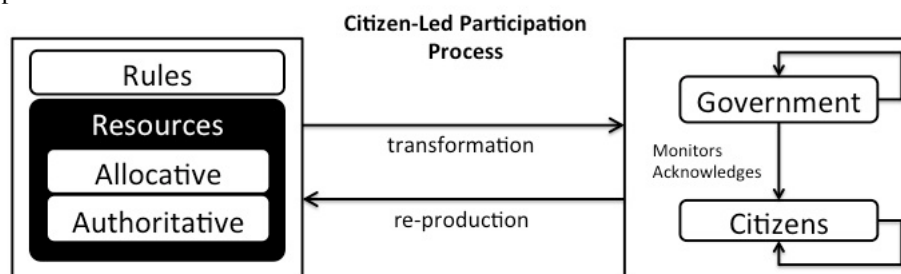 Citizen-Led Participation
Process
Rules
Resources
Allocative
Authoritative
transformation
re-production
Government
Monitors
Acknowledges
Citizens